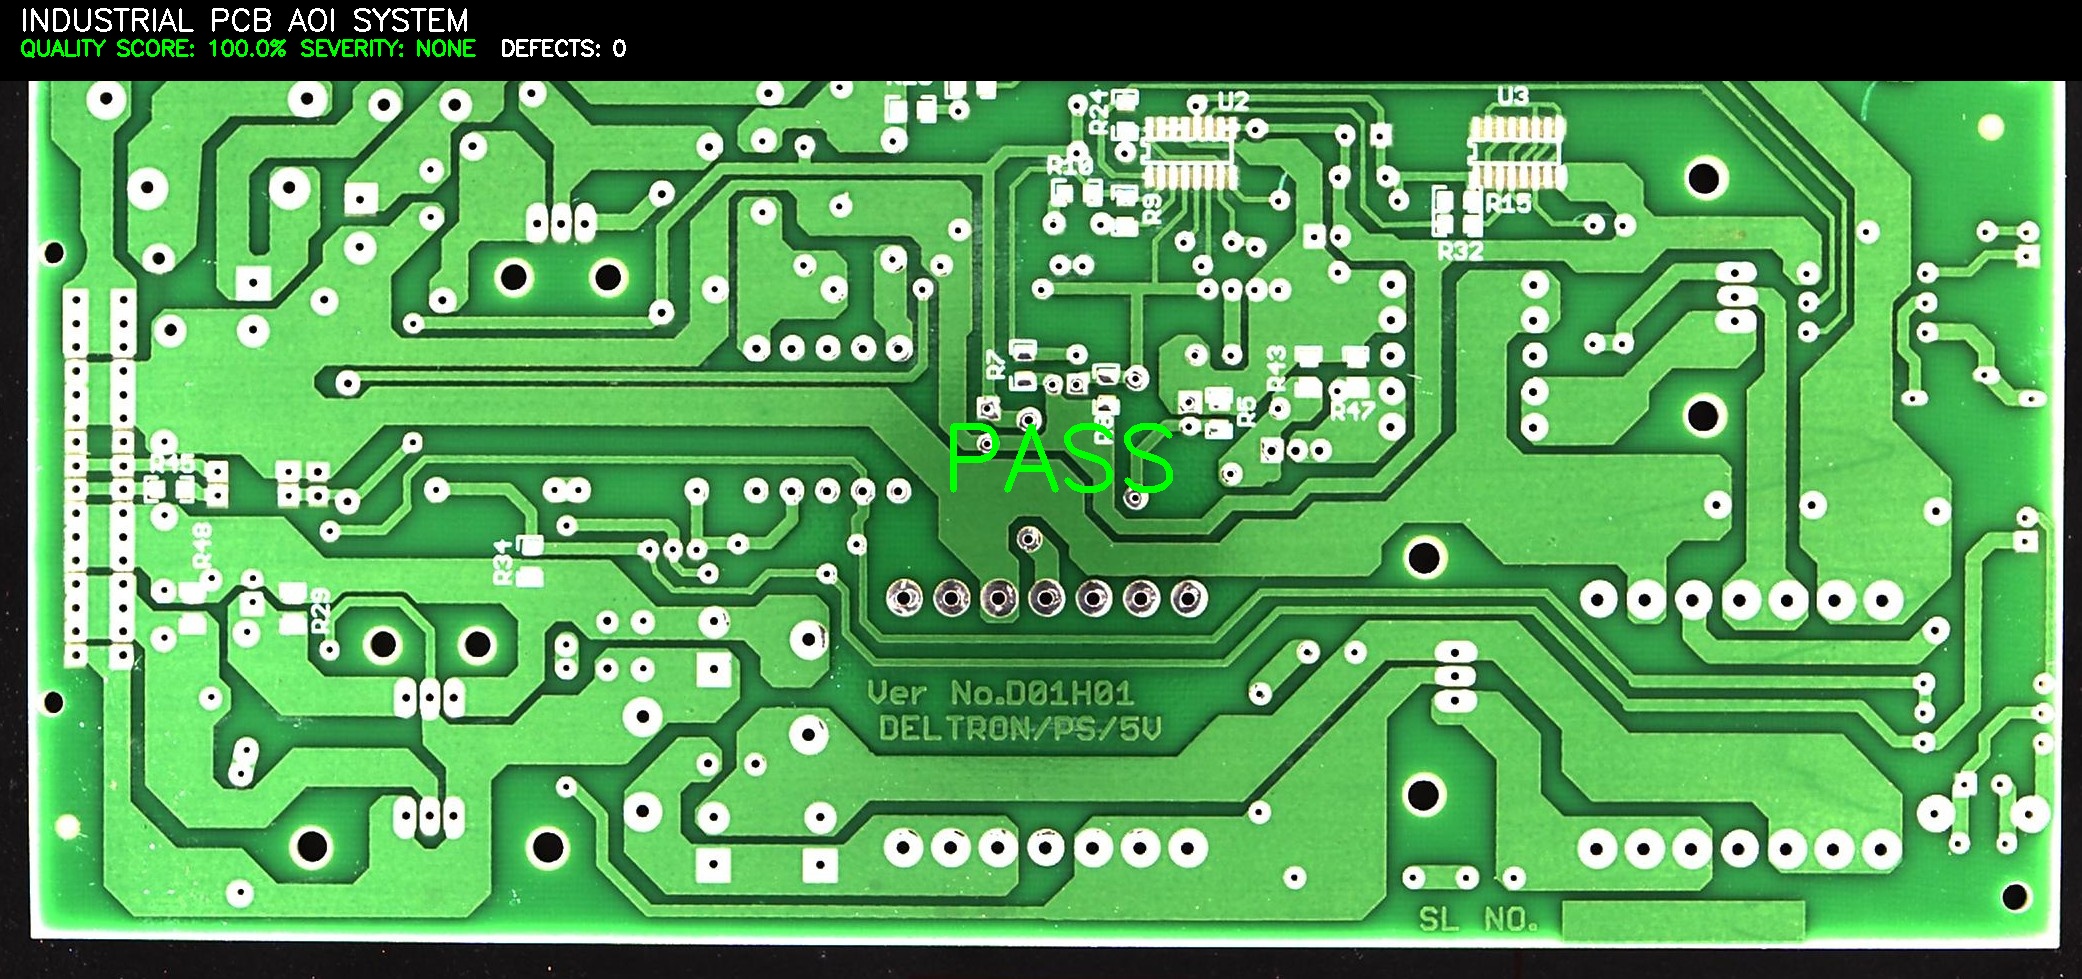 INDUSTRIAL PCB AOI SYSTEM
QUALITY SCORE: 100.0% SEVERITY: NONE DEFECTS: 0
R24
U2
U3
R10
R9
R15
R32
R7
R43
R5
R47
PASS
R45
R48
R34
R29
Ver No.D01H01
DELTRON/PS/5V
SL NO.